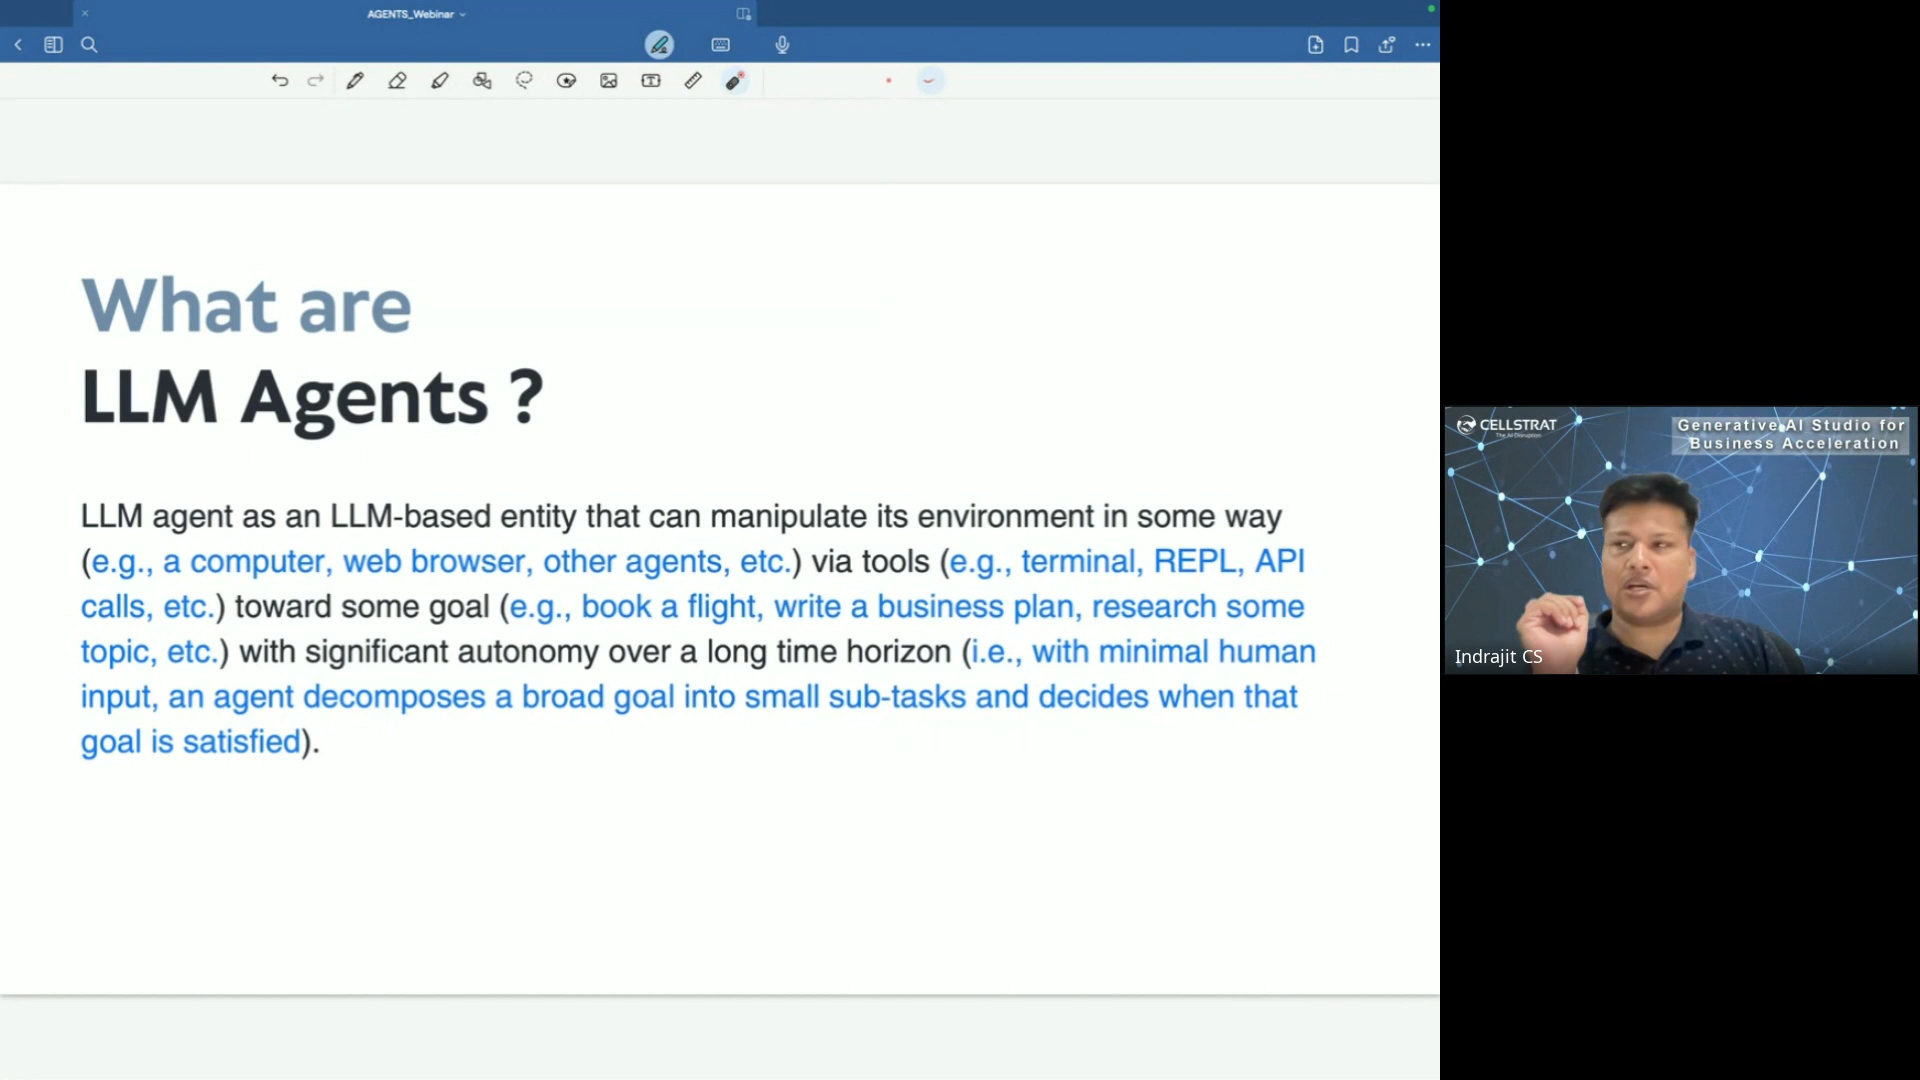 AGENTS_Webinar
What are
LLM Agents ?
LLM agent as an LLM-based entity that can manipulate its environment in some way
(e.g., a computer, web browser, other agents, etc.) via tools (e.g., terminal, REPL, API
calls, etc.) toward some goal (e.g., book a flight, write a business plan, research some
topic, etc.) with significant autonomy over a long time horizon (i.e., with minimal human
input, an agent decomposes a broad goal into small sub-tasks and decides when that
goal is satisfied).
CELLSTRAT
The AI Disruption
Generative AI Studio for
Business Acceleration
Indrajit CS